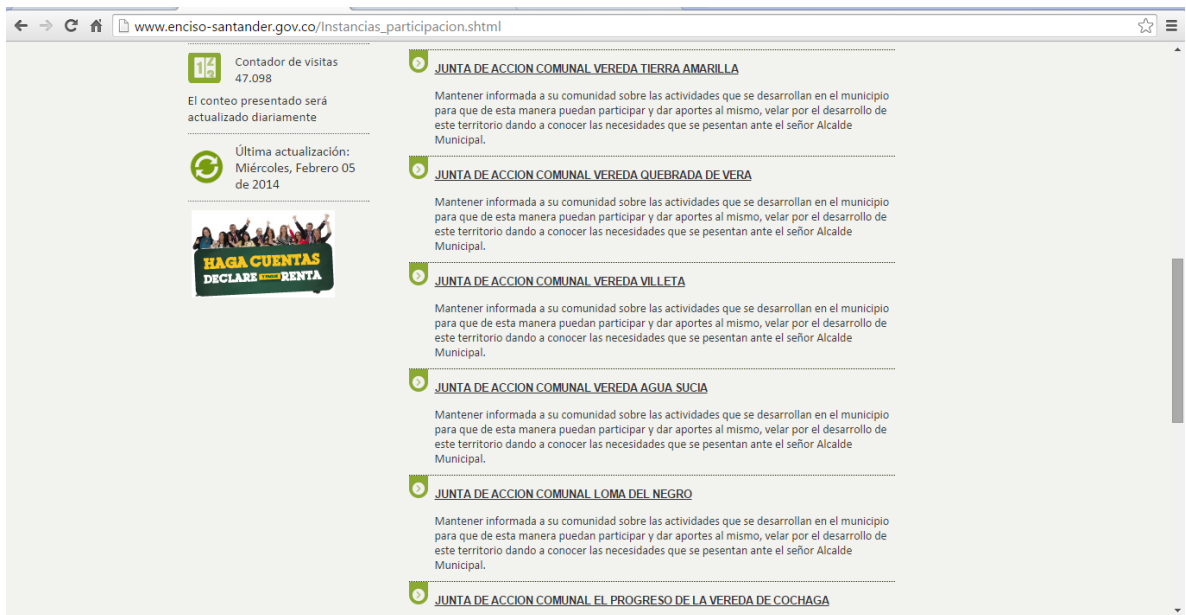 www.enciso-santander.gov.co/Instancias_participacion.shtml
Contador de visitas
47.098
El conteo presentado será
actualizado diariamente
Última actualización:
Miércoles, Febrero 05
de 2014
HAGA CUENTAS
DECLARE Y PAGUE RENTA
JUNTA DE ACCION COMUNAL VEREDA TIERRA AMARILLA
Mantener informada a su comunidad sobre las actividades que se desarrollan en el municipio
para que de esta manera puedan participar y dar aportes al mismo, velar por el desarrollo de
este territorio dando a conocer las necesidades que se pesentan ante el señor Alcalde
Municipal.
JUNTA DE ACCION COMUNAL VEREDA QUEBRADA DE VERA
Mantener informada a su comunidad sobre las actividades que se desarrollan en el municipio
para que de esta manera puedan participar y dar aportes al mismo, velar por el desarrollo de
este territorio dando a conocer las necesidades que se pesentan ante el señor Alcalde
Municipal.
JUNTA DE ACCION COMUNAL VEREDA VILLETA
Mantener informada a su comunidad sobre las actividades que se desarrollan en el municipio
para que de esta manera puedan participar y dar aportes al mismo, velar por el desarrollo de
este territorio dando a conocer las necesidades que se pesentan ante el señor Alcalde
Municipal.
JUNTA DE ACCION COMUNAL VEREDA AGUA SUCIA
Mantener informada a su comunidad sobre las actividades que se desarrollan en el municipio
para que de esta manera puedan participar y dar aportes al mismo, velar por el desarrollo de
este territorio dando a conocer las necesidades que se pesentan ante el señor Alcalde
Municipal.
JUNTA DE ACCION COMUNAL LOMA DEL NEGRO
Mantener informada a su comunidad sobre las actividades que se desarrollan en el municipio
para que de esta manera puedan participar y dar aportes al mismo, velar por el desarrollo de
este territorio dando a conocer las necesidades que se pesentan ante el señor Alcalde
Municipal.
JUNTA DE ACCION COMUNAL EL PROGRESO DE LA VEREDA DE COCHAGA